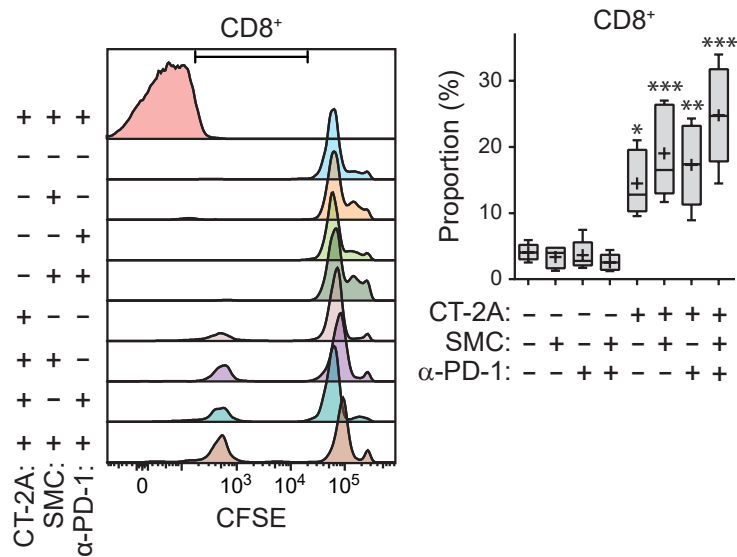 CD8⁺
+ + +
− − −
− + −
− − +
− + +
+ − −
+ + −
+ − +
+ + +
CT-2A:
SMC:
α-PD-1:
0 10³ 10⁴ 10⁵
CFSE
CD8⁺
Proportion (%)
30
20
10
0
* *** ** ***
CT-2A: − − − − + + + +
SMC: − + − + − + − +
α-PD-1: − − + + − − + +